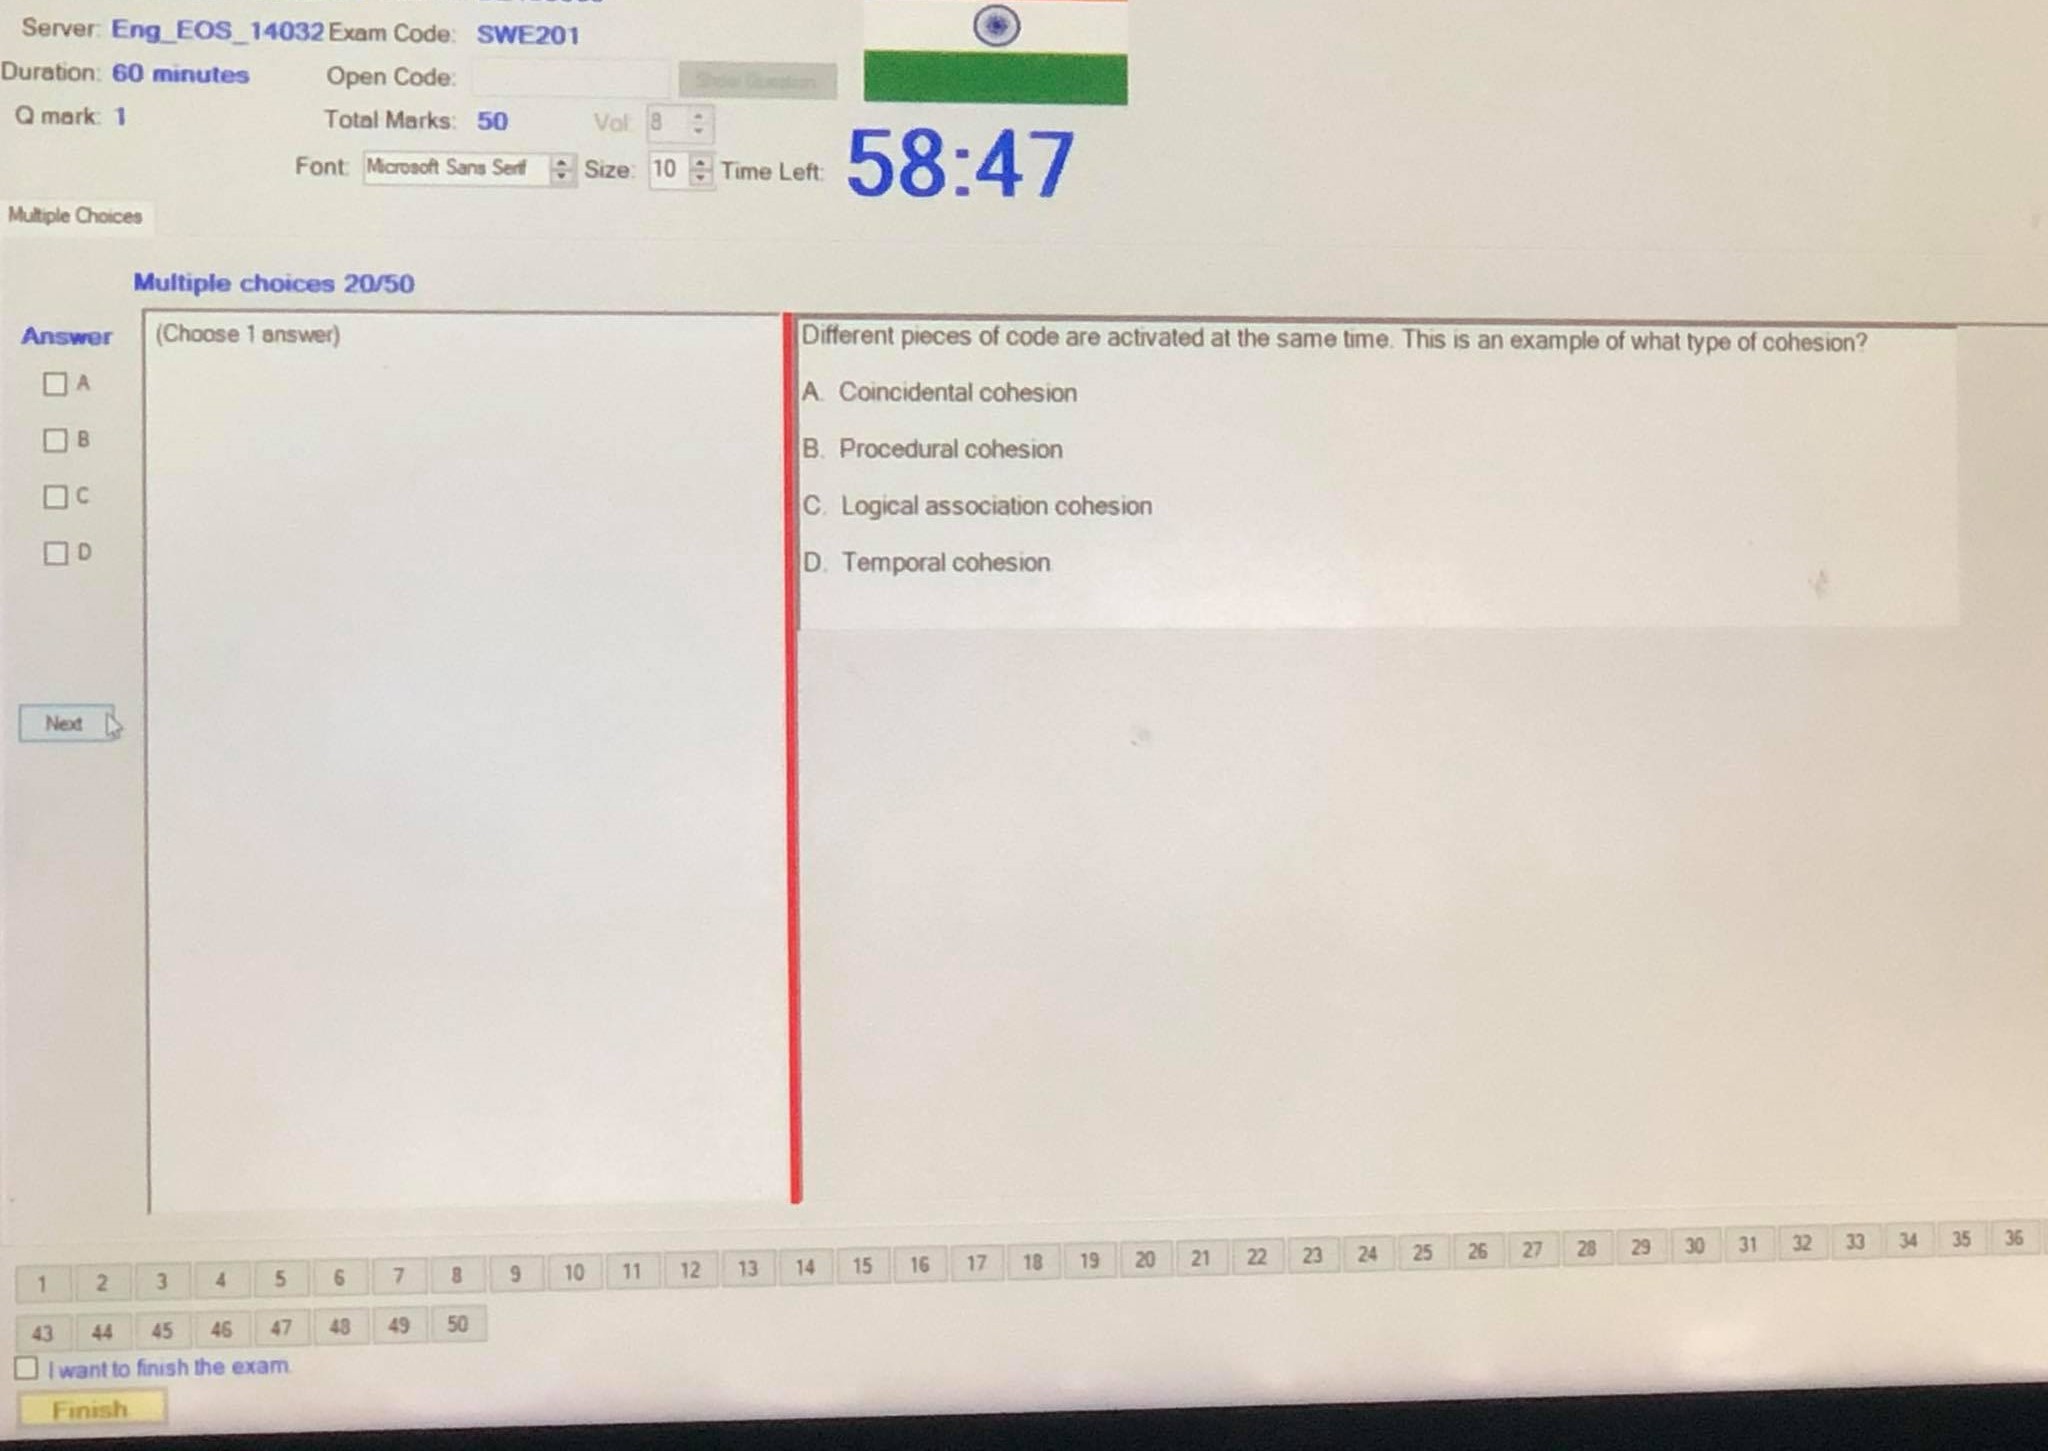 Server: Eng_EOS_14032 Exam Code: SWE201
Duration: 60 minutes Open Code: Show Question
Q mark: 1 Total Marks: 50 Vol: 8
Font: Microsoft Sans Serif Size: 10 Time Left: 58:47
Multiple Choices
Multiple choices 20/50
Answer
A
B
C
D
Next
(Choose 1 answer)
Different pieces of code are activated at the same time. This is an example of what type of cohesion?
A. Coincidental cohesion
B. Procedural cohesion
C. Logical association cohesion
D. Temporal cohesion
1 2 3 4 5 6 7 8 9 10 11 12 13 14 15 16 17 18 19 20 21 22 23 24 25 26 27 28 29 30 31 32 33 34 35 36
43 44 45 46 47 48 49 50
I want to finish the exam.
Finish